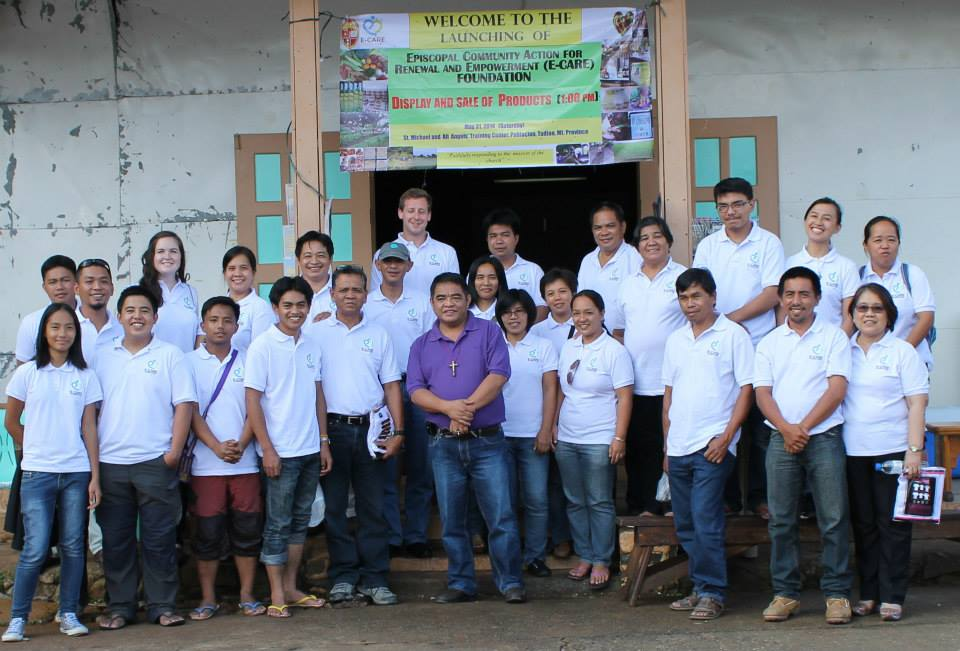 WELCOME TO THE
LAUNCHING OF
E-CARE
EPISCOPAL COMMUNITY ACTION FOR
RENEWAL AND EMPOWERMENT (E-CARE)
FOUNDATION
DISPLAY AND SALE OF PRODUCTS (1:00 PM)
May 31, 2014 (Saturday)
St. Michael and All Angels' Training Center, Poblacion, Tadian, Mt. Province
Faithfully responding to the mission of the
church